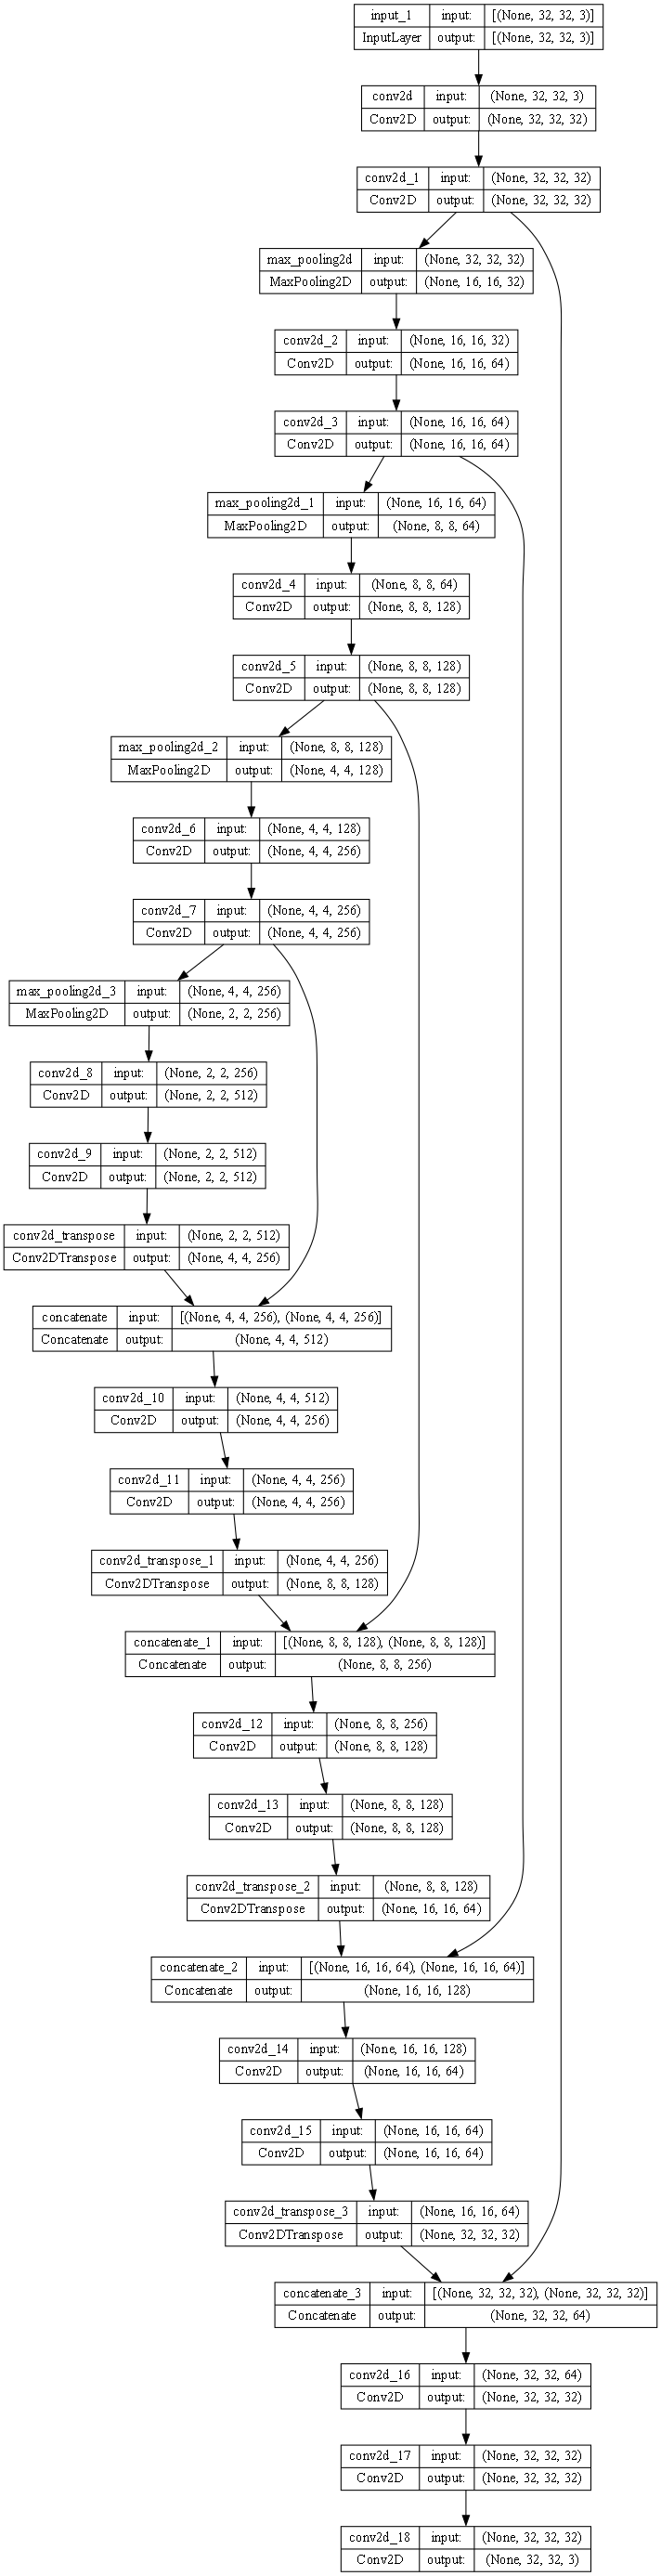 input_1 input: [(None, 32, 32, 3)]
InputLayer output: [(None, 32, 32, 3)]
conv2d input: (None, 32, 32, 3)
Conv2D output: (None, 32, 32, 32)
conv2d_1 input: (None, 32, 32, 32)
Conv2D output: (None, 32, 32, 32)
max_pooling2d input: (None, 32, 32, 32)
MaxPooling2D output: (None, 16, 16, 32)
conv2d_2 input: (None, 16, 16, 32)
Conv2D output: (None, 16, 16, 64)
conv2d_3 input: (None, 16, 16, 64)
Conv2D output: (None, 16, 16, 64)
max_pooling2d_1 input: (None, 16, 16, 64)
MaxPooling2D output: (None, 8, 8, 64)
conv2d_4 input: (None, 8, 8, 64)
Conv2D output: (None, 8, 8, 128)
conv2d_5 input: (None, 8, 8, 128)
Conv2D output: (None, 8, 8, 128)
max_pooling2d_2 input: (None, 8, 8, 128)
MaxPooling2D output: (None, 4, 4, 128)
conv2d_6 input: (None, 4, 4, 128)
Conv2D output: (None, 4, 4, 256)
conv2d_7 input: (None, 4, 4, 256)
Conv2D output: (None, 4, 4, 256)
max_pooling2d_3 input: (None, 4, 4, 256)
MaxPooling2D output: (None, 2, 2, 256)
conv2d_8 input: (None, 2, 2, 256)
Conv2D output: (None, 2, 2, 512)
conv2d_9 input: (None, 2, 2, 512)
Conv2D output: (None, 2, 2, 512)
conv2d_transpose input: (None, 2, 2, 512)
Conv2DTranspose output: (None, 4, 4, 256)
concatenate input: [(None, 4, 4, 256), (None, 4, 4, 256)]
Concatenate output: (None, 4, 4, 512)
conv2d_10 input: (None, 4, 4, 512)
Conv2D output: (None, 4, 4, 256)
conv2d_11 input: (None, 4, 4, 256)
Conv2D output: (None, 4, 4, 256)
conv2d_transpose_1 input: (None, 4, 4, 256)
Conv2DTranspose output: (None, 8, 8, 128)
concatenate_1 input: [(None, 8, 8, 128), (None, 8, 8, 128)]
Concatenate output: (None, 8, 8, 256)
conv2d_12 input: (None, 8, 8, 256)
Conv2D output: (None, 8, 8, 128)
conv2d_13 input: (None, 8, 8, 128)
Conv2D output: (None, 8, 8, 128)
conv2d_transpose_2 input: (None, 8, 8, 128)
Conv2DTranspose output: (None, 16, 16, 64)
concatenate_2 input: [(None, 16, 16, 64), (None, 16, 16, 64)]
Concatenate output: (None, 16, 16, 128)
conv2d_14 input: (None, 16, 16, 128)
Conv2D output: (None, 16, 16, 64)
conv2d_15 input: (None, 16, 16, 64)
Conv2D output: (None, 16, 16, 64)
conv2d_transpose_3 input: (None, 16, 16, 64)
Conv2DTranspose output: (None, 32, 32, 32)
concatenate_3 input: [(None, 32, 32, 32), (None, 32, 32, 32)]
Concatenate output: (None, 32, 32, 64)
conv2d_16 input: (None, 32, 32, 64)
Conv2D output: (None, 32, 32, 32)
conv2d_17 input: (None, 32, 32, 32)
Conv2D output: (None, 32, 32, 32)
conv2d_18 input: (None, 32, 32, 32)
Conv2D output: (None, 32, 32, 3)